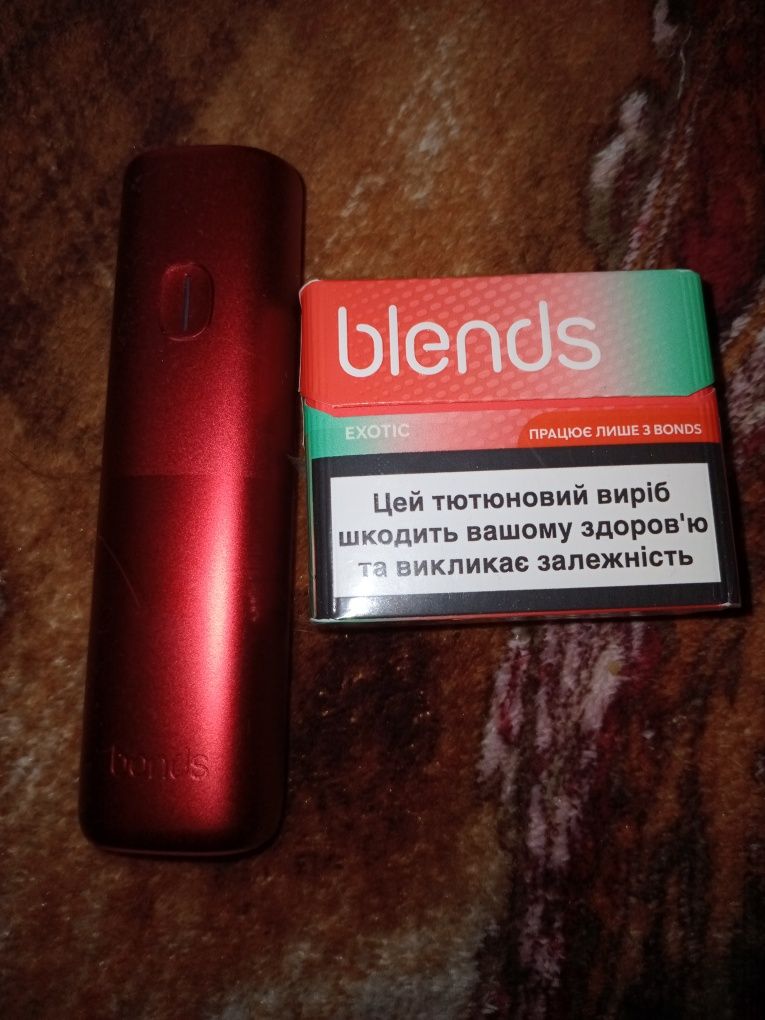 blends
EXOTIC
ПРАЦЮЄ ЛИШЕ З BONDS
Цей тютюновий виріб
шкодить вашому здоров'ю
та викликає залежність
bonds